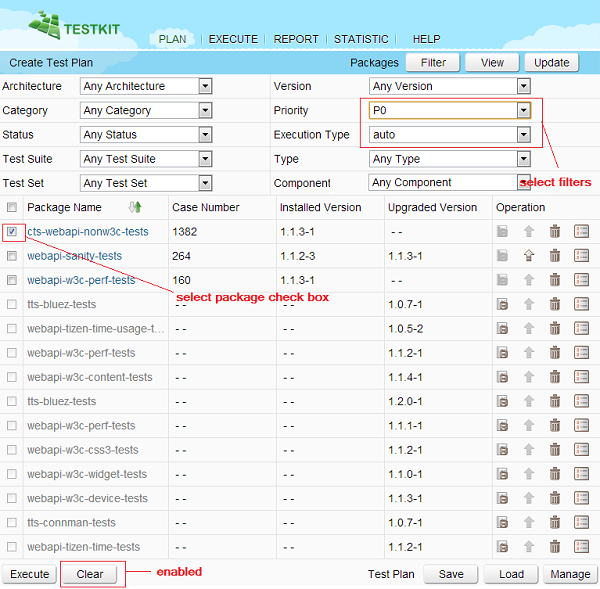 TESTKIT
PLAN EXECUTE REPORT STATISTIC HELP
Create Test Plan Packages Filter View Update
Architecture Any Architecture Version Any Version
Category Any Category Priority P0
Status Any Status Execution Type auto
Test Suite Any Test Suite Type Any Type
Test Set Any Test Set Component Any Component
select filters
Package Name Case Number Installed Version Upgraded Version Operation
cts-webapi-nonw3c-tests 1382 1.1.3-1 - -
webapi-sanity-tests 264 1.1.2-3 1.1.3-1
webapi-w3c-perf-tests 160 1.1.3-1 - -
select package check box
tts-bluez-tests - - - - 1.0.7-1
webapi-tizen-time-usage-t... - - - - 1.0.5-2
webapi-w3c-perf-tests - - - - 1.1.2-1
webapi-w3c-content-tests - - - - 1.1.4-1
tts-bluez-tests - - - - 1.2.0-1
webapi-w3c-perf-tests - - - - 1.1.1-1
webapi-w3c-css3-tests - - - - 1.1.2-1
webapi-w3c-widget-tests - - - - 1.1.0-1
webapi-w3c-device-tests - - - - 1.1.3-1
tts-connman-tests - - - - 1.0.7-1
webapi-tizen-time-tests - - - - 1.1.2-1
Execute Clear enabled Test Plan Save Load Manage